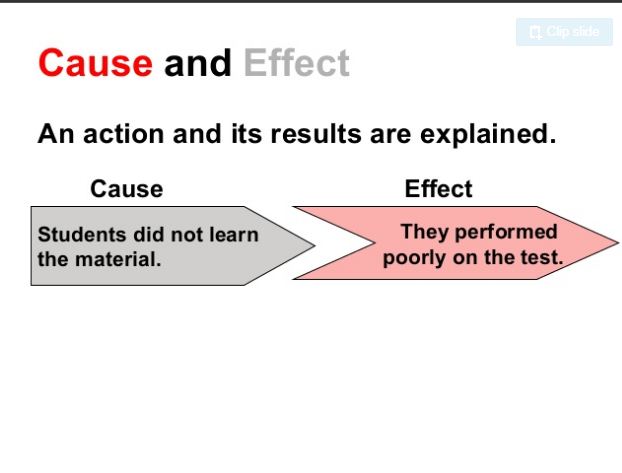 Clip slide
Cause and Effect
An action and its results are explained.
Cause
Effect
Students did not learn
the material.
They performed
poorly on the test.